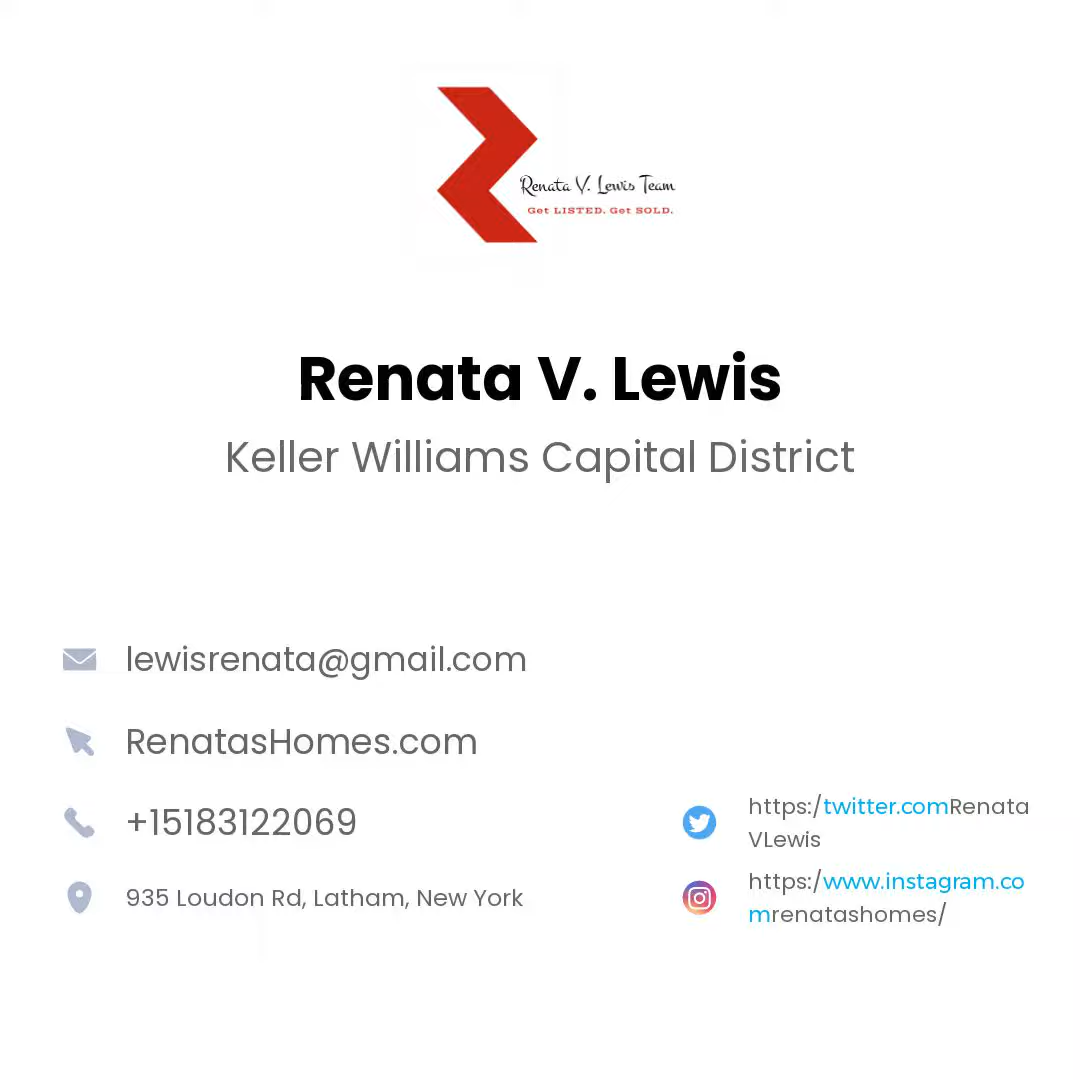 Renata V. Lewis Team
Get LISTED. Get SOLD.
Renata V. Lewis
Keller Williams Capital District
lewisrenata@gmail.com
RenatasHomes.com
+15183122069
935 Loudon Rd, Latham, New York
https:/twitter.comRenata
VLewis
https:/www.instagram.co
mrenatashomes/